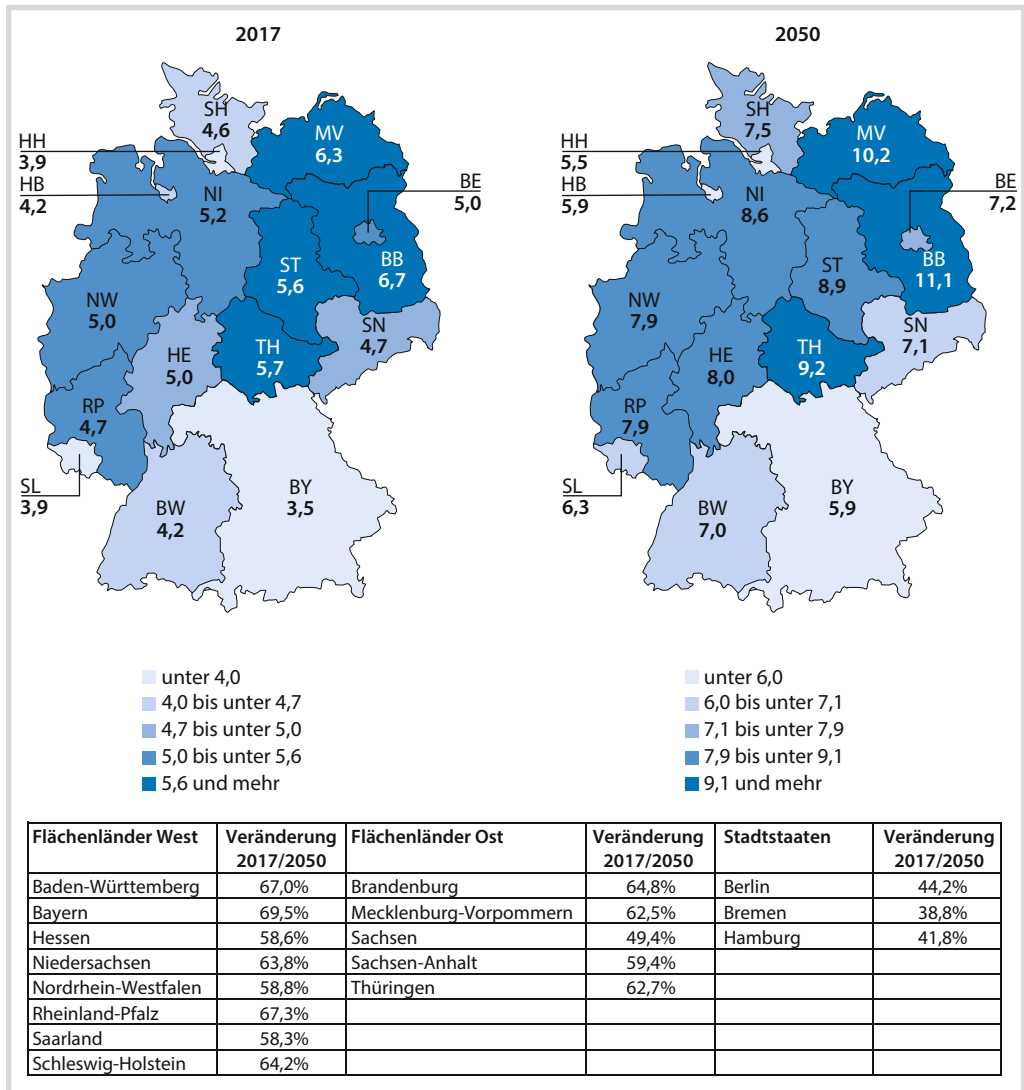 2017
SH
4,6
HH
3,9
MV
6,3
HB
4,2
NI
5,2
BE
5,0
ST
5,6
BB
6,7
NW
5,0
SN
4,7
HE
5,0
TH
5,7
RP
4,7
SL
3,9
BW
4,2
BY
3,5
unter 4,0
4,0 bis unter 4,7
4,7 bis unter 5,0
5,0 bis unter 5,6
5,6 und mehr
2050
SH
7,5
HH
5,5
MV
10,2
HB
5,9
NI
8,6
BE
7,2
ST
8,9
BB
11,1
NW
7,9
SN
7,1
HE
8,0
TH
9,2
RP
7,9
SL
6,3
BW
7,0
BY
5,9
unter 6,0
6,0 bis unter 7,1
7,1 bis unter 7,9
7,9 bis unter 9,1
9,1 und mehr
Flächenländer West Veränderung Flächenländer Ost Veränderung Stadtstaaten Veränderung
2017/2050 2017/2050 2017/2050
Baden-Württemberg 67,0% Brandenburg 64,8% Berlin 44,2%
Bayern 69,5% Mecklenburg-Vorpommern 62,5% Bremen 38,8%
Hessen 58,6% Sachsen 49,4% Hamburg 41,8%
Niedersachsen 63,8% Sachsen-Anhalt 59,4%
Nordrhein-Westfalen 58,8% Thüringen 62,7%
Rheinland-Pfalz 67,3%
Saarland 58,3%
Schleswig-Holstein 64,2%